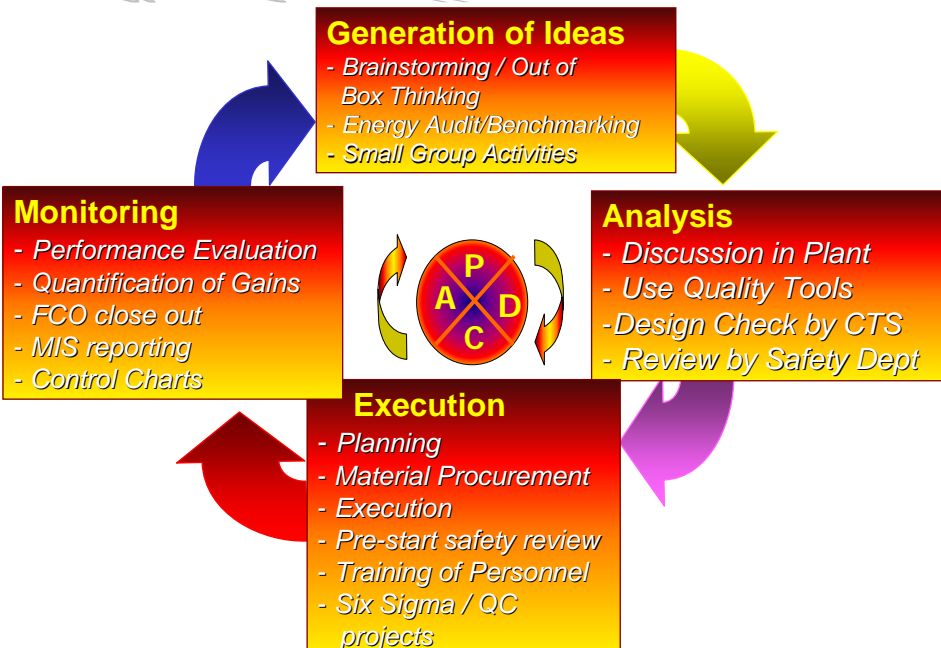 Generation of Ideas
- Brainstorming / Out of
Box Thinking
- Energy Audit/Benchmarking
- Small Group Activities
Analysis
- Discussion in Plant
- Use Quality Tools
-Design Check by CTS
- Review by Safety Dept
Execution
- Planning
- Material Procurement
- Execution
- Pre-start safety review
- Training of Personnel
- Six Sigma / QC
projects
Monitoring
- Performance Evaluation
- Quantification of Gains
- FCO close out
- MIS reporting
- Control Charts
P
D
C
A